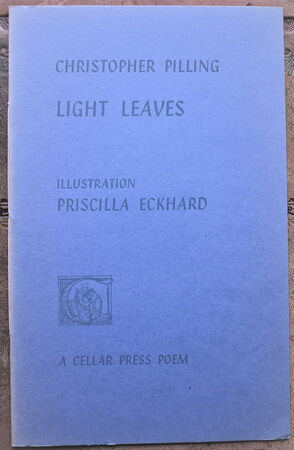 CHRISTOPHER PILLING
LIGHT LEAVES
ILLUSTRATION
PRISCILLA ECKHARD
A CELLAR PRESS POEM